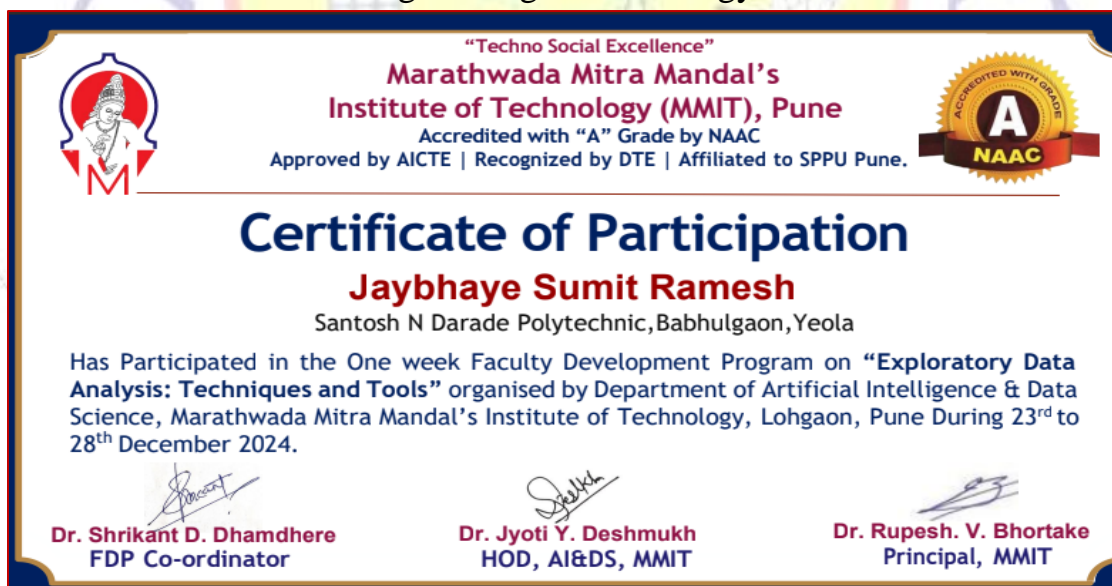 “Techno Social Excellence”
Marathwada Mitra Mandal’s
Institute of Technology (MMIT), Pune
Accredited with “A” Grade by NAAC
Approved by AICTE | Recognized by DTE | Affiliated to SPPU Pune.
M
ACCREDITED WITH GRADE
A
NAAC
Certificate of Participation
Jaybhaye Sumit Ramesh
Santosh N Darade Polytechnic,Babhulgaon,Yeola
Has Participated in the One week Faculty Development Program on “Exploratory Data
Analysis: Techniques and Tools” organised by Department of Artificial Intelligence & Data
Science, Marathwada Mitra Mandal’s Institute of Technology, Lohgaon, Pune During 23rd to
28th December 2024.
Dr. Shrikant D. Dhamdhere
FDP Co-ordinator
Dr. Jyoti Y. Deshmukh
HOD, AI&DS, MMIT
Dr. Rupesh. V. Bhortake
Principal, MMIT